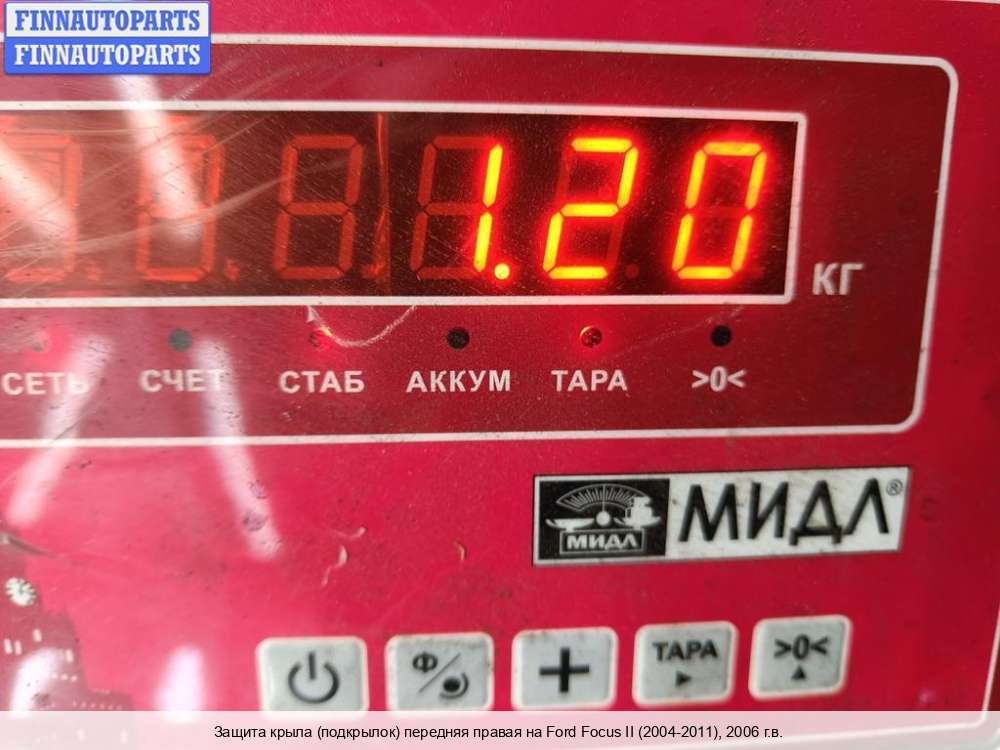 FINNAUTOPARTS
FINNAUTOPARTS
1.20
КГ
СЕТЬ СЧЕТ СТАБ АККУМ ТАРА >0<
МИДЛ МИДЛ®
Ф ТАРА >0<
Защита крыла (подкрылок) передняя правая на Ford Focus II (2004-2011), 2006 г.в.